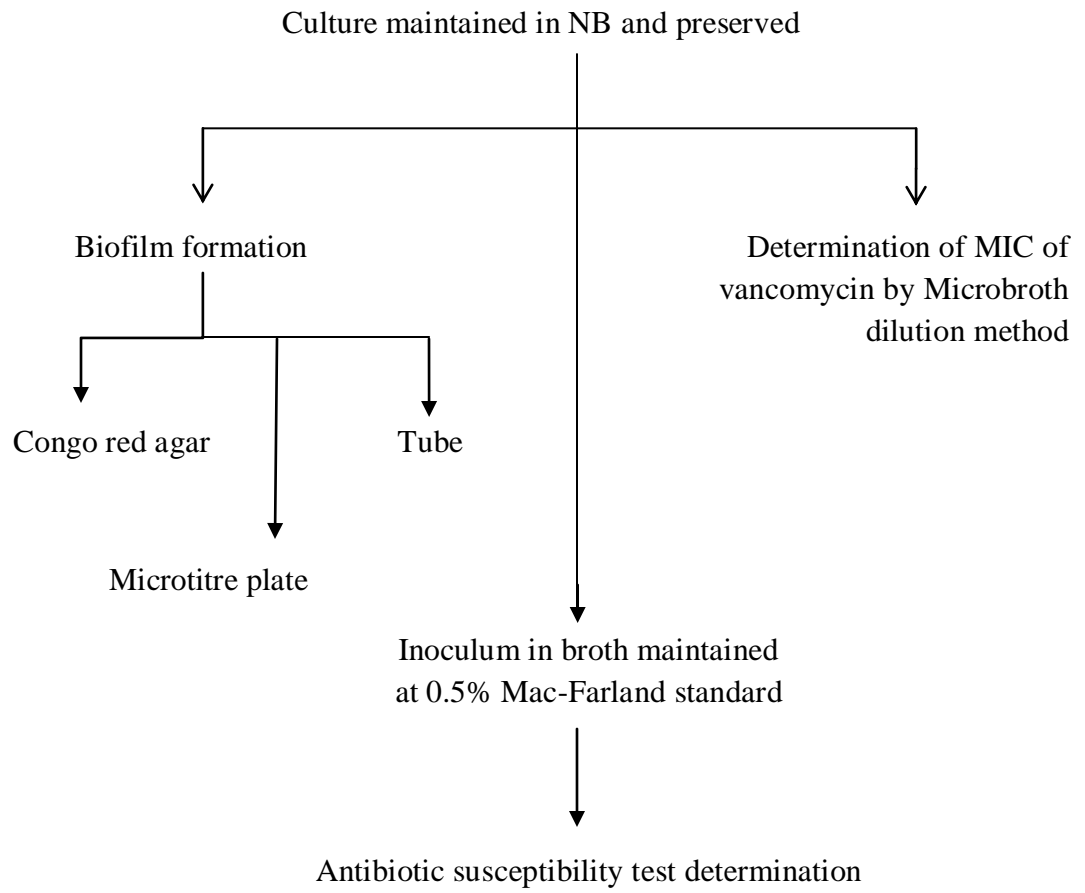 Culture maintained in NB and preserved
Biofilm formation
Determination of MIC of
vancomycin by Microbroth
dilution method
Congo red agar
Tube
Microtitre plate
Inoculum in broth maintained
at 0.5% Mac-Farland standard
Antibiotic susceptibility test determination